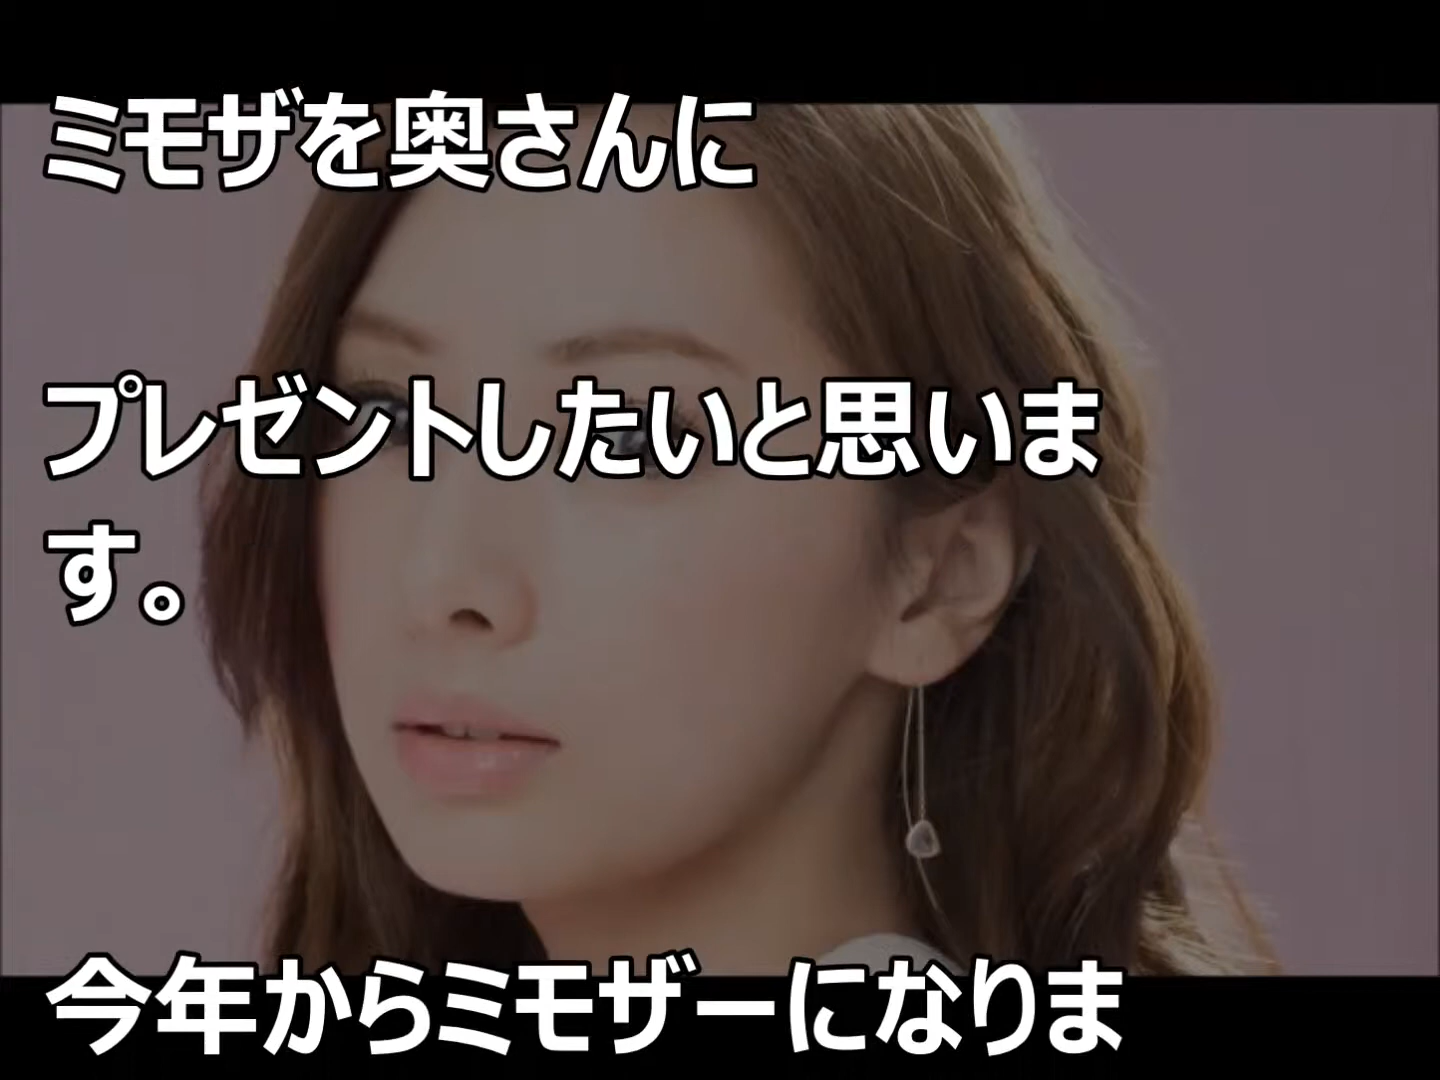 ミモザを奥さんに
プレゼントしたいと思いま
す。
今年からミモザーになりま